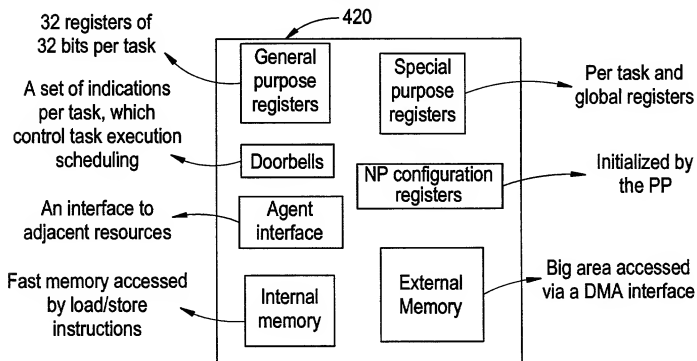 420
32 registers of
32 bits per task
General
purpose
registers
Special
purpose
registers
Per task and
global registers
A set of indications
per task, which
control task execution
scheduling
Doorbells
NP configuration
registers
Initialized by
the PP
An interface to
adjacent resources
Agent
interface
Fast memory accessed
by load/store
instructions
Internal
memory
External
Memory
Big area accessed
via a DMA interface